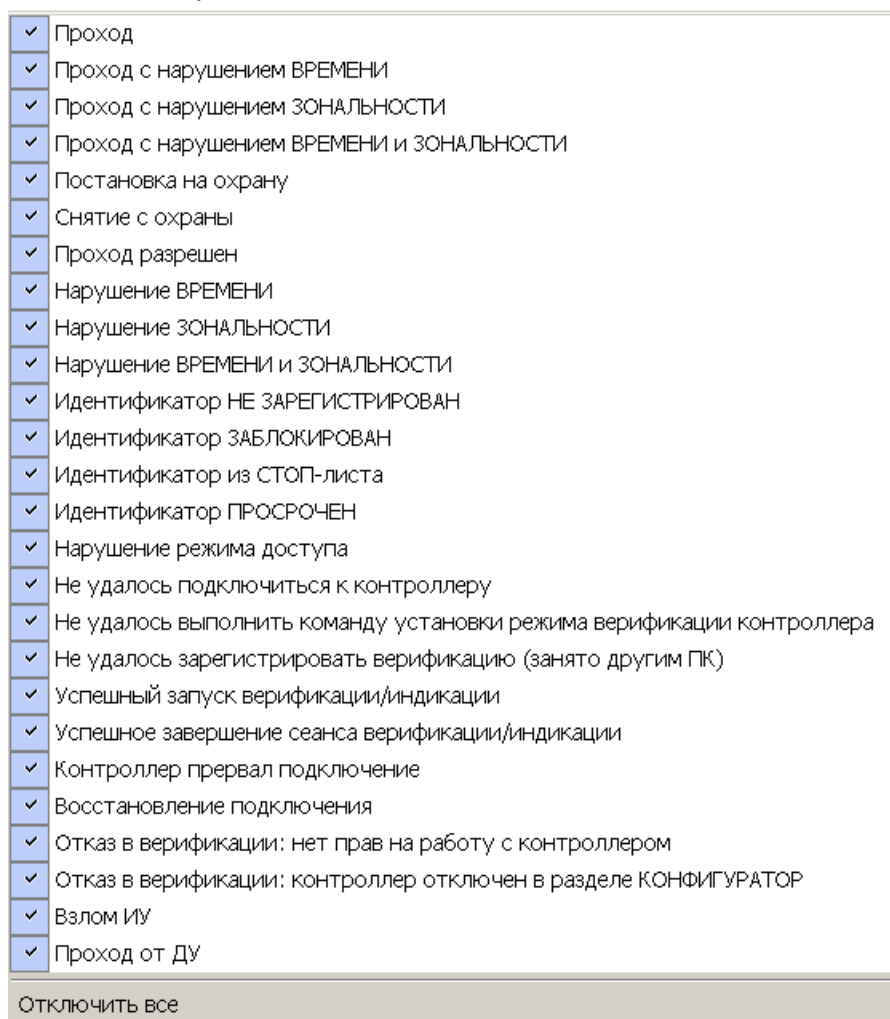 Проход
Проход с нарушением ВРЕМЕНИ
Проход с нарушением ЗОНАЛЬНОСТИ
Проход с нарушением ВРЕМЕНИ и ЗОНАЛЬНОСТИ
Постановка на охрану
Снятие с охраны
Проход разрешен
Нарушение ВРЕМЕНИ
Нарушение ЗОНАЛЬНОСТИ
Нарушение ВРЕМЕНИ и ЗОНАЛЬНОСТИ
Идентификатор НЕ ЗАРЕГИСТРИРОВАН
Идентификатор ЗАБЛОКИРОВАН
Идентификатор из СТОП-листа
Идентификатор ПРОСРОЧЕН
Нарушение режима доступа
Не удалось подключиться к контроллеру
Не удалось выполнить команду установки режима верификации контроллера
Не удалось зарегистрировать верификацию (занято другим ПК)
Успешный запуск верификации/индикации
Успешное завершение сеанса верификации/индикации
Контроллер прервал подключение
Восстановление подключения
Отказ в верификации: нет прав на работу с контроллером
Отказ в верификации: контроллер отключен в разделе КОНФИГУРАТОР
Взлом ИУ
Проход от ДУ
Отключить все